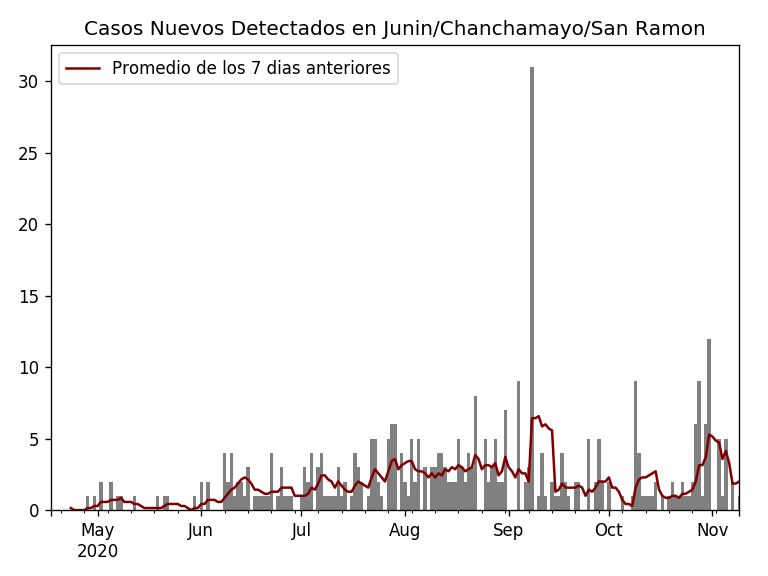 Casos Nuevos Detectados en Junin/Chanchamayo/San Ramon
Promedio de los 7 dias anteriores
30
25
20
15
10
5
0
May Jun Jul Aug Sep Oct Nov
2020